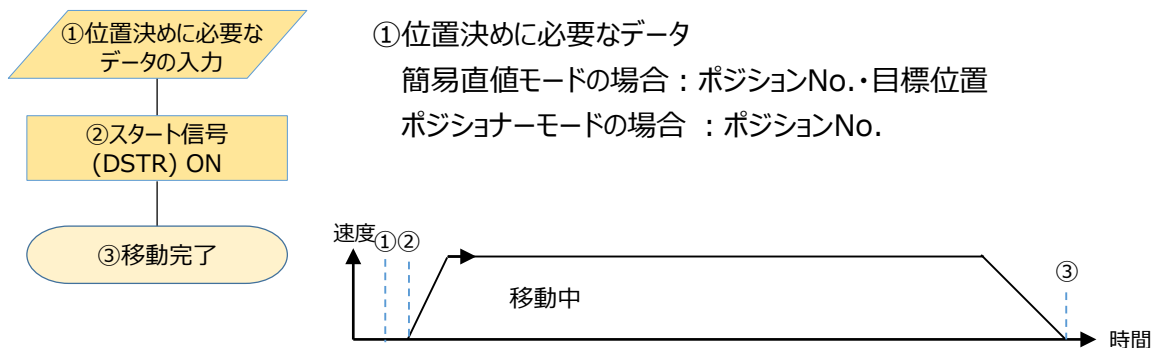 ①位置決めに必要な
データの入力
②スタート信号
(DSTR) ON
③移動完了
①位置決めに必要なデータ
簡易直値モードの場合：ポジションNo.・目標位置
ポジショナーモードの場合 ：ポジションNo.
速度
①②
移動中
③
時間